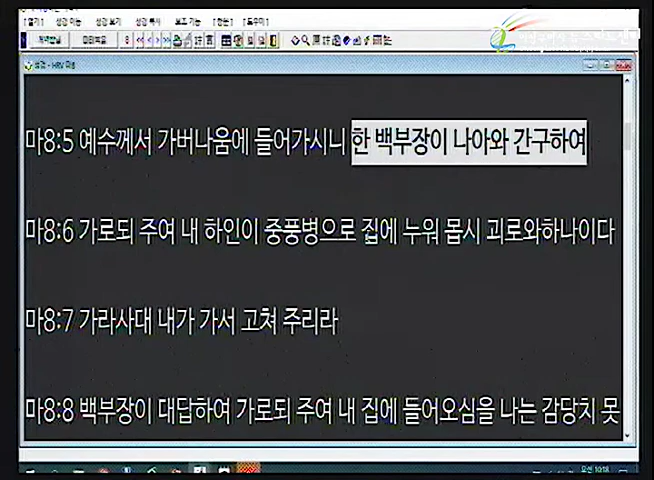 마8:5 예수께서 가버나움에 들어가시니 한 백부장이 나아와 간구하여
마8:6 가로되 주여 내 하인이 중풍병으로 집에 누워 몹시 괴로와하나이다
마8:7 가라사대 내가 가서 고쳐 주리라
마8:8 백부장이 대답하여 가로되 주여 내 집에 들어오심을 나는 감당치 못
오전 10:18